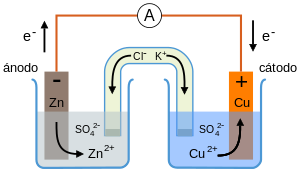 A
e⁻
e⁻
ánodo
cátodo
Cl⁻ K⁺
-
+
Zn
Cu
SO₄²⁻
SO₄²⁻
Zn²⁺
Cu²⁺